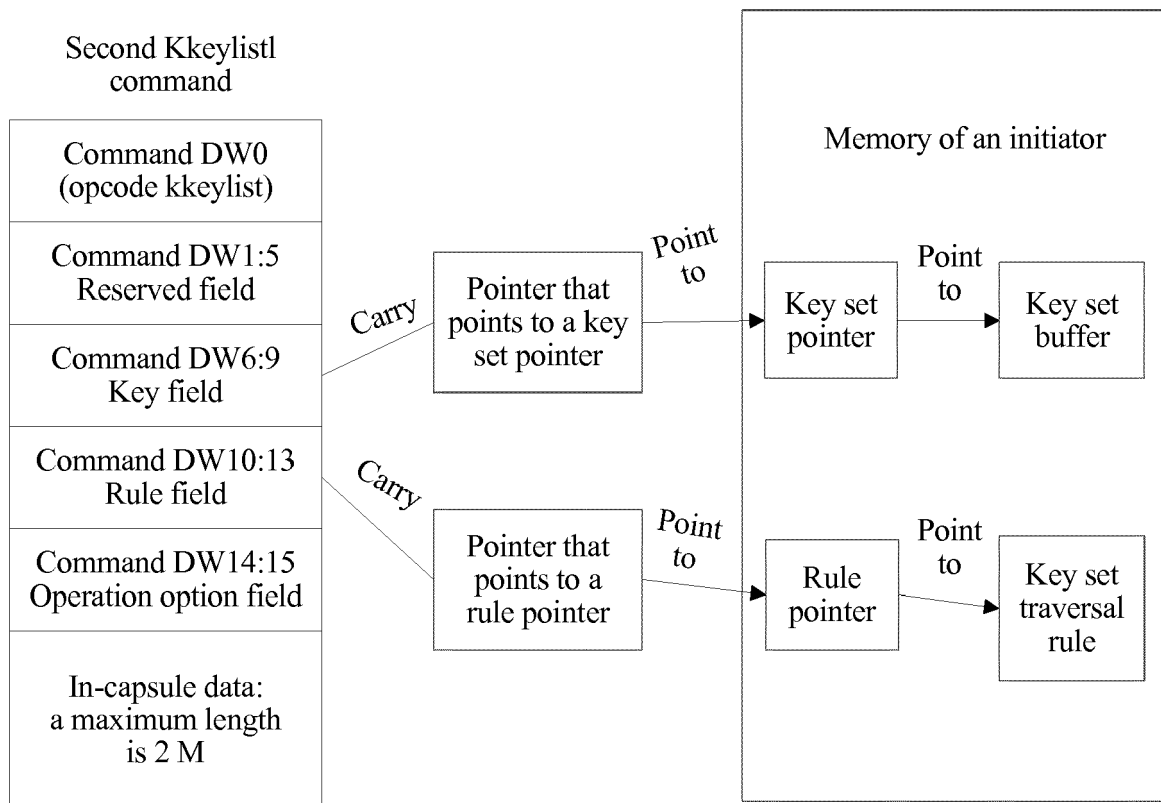 Second Kkeylistl
command
Command DW0
(opcode kkeylist)
Command DW1:5
Reserved field
Command DW6:9
Key field
Command DW10:13
Rule field
Command DW14:15
Operation option field
In-capsule data:
a maximum length
is 2 M
Carry
Carry
Pointer that
points to a key
set pointer
Pointer that
points to a
rule pointer
Point
to
Point
to
Memory of an initiator
Key set
pointer
Point
to
Key set
buffer
Rule
pointer
Point
to
Key set
traversal
rule